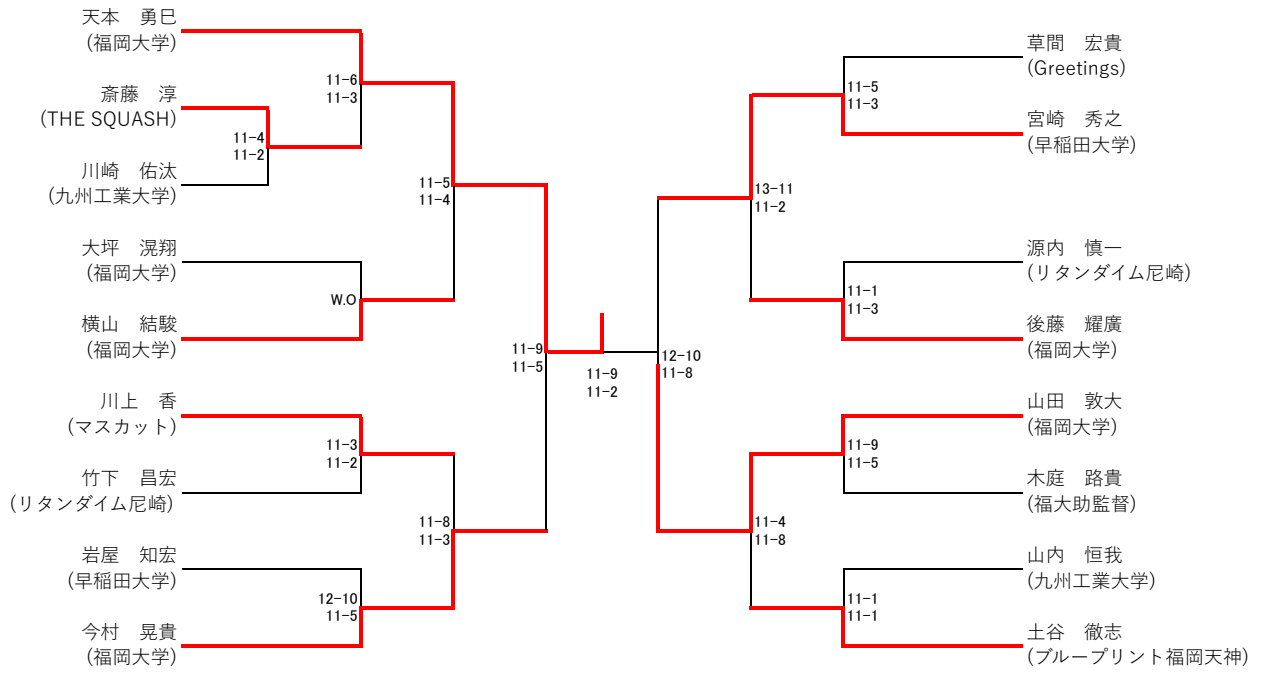 天本　勇巳
(福岡大学)
斎藤　淳
(THE SQUASH)
川崎　佑汰
(九州工業大学)
大坪　滉翔
(福岡大学)
横山　結駿
(福岡大学)
川上　香
(マスカット)
竹下　昌宏
(リタンダイム尼崎)
岩屋　知宏
(早稲田大学)
今村　晃貴
(福岡大学)
11-6
11-3
11-4
11-2
11-5
11-4
W.O
11-3
11-2
11-8
11-3
12-10
11-5
11-9
11-5
11-9
11-2
12-10
11-8
11-5
11-3
13-11
11-2
11-1
11-3
11-9
11-5
11-4
11-8
11-1
11-1
草間　宏貴
(Greetings)
宮崎　秀之
(早稲田大学)
源内　慎一
(リタンダイム尼崎)
後藤　耀廣
(福岡大学)
山田　敦大
(福岡大学)
木庭　路貴
(福大助監督)
山内　恒我
(九州工業大学)
土谷　徹志
(ブループリント福岡天神)